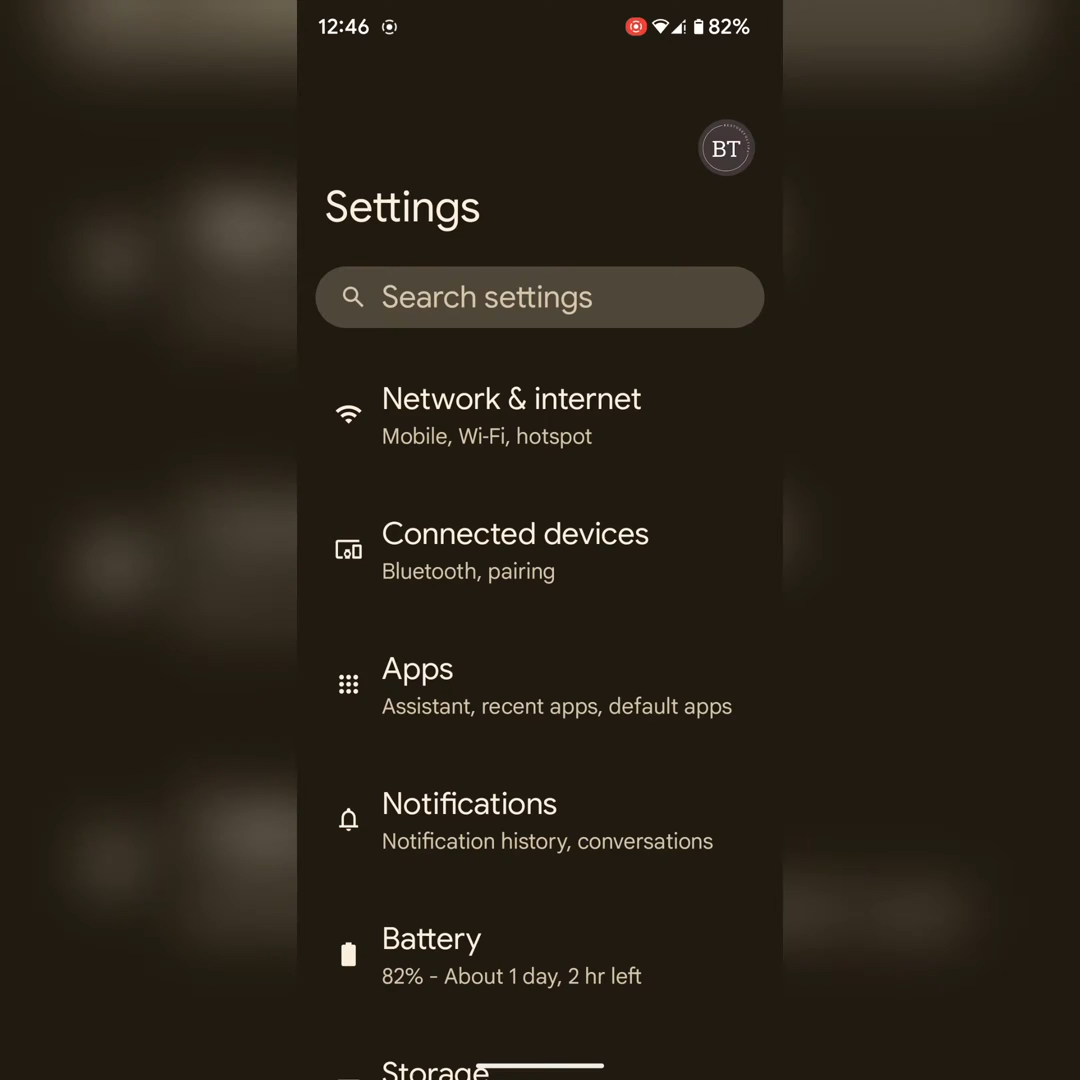 12:46
82%
BT
Settings
Search settings
Network & internet
Mobile, Wi-Fi, hotspot
Connected devices
Bluetooth, pairing
Apps
Assistant, recent apps, default apps
Notifications
Notification history, conversations
Battery
82% - About 1 day, 2 hr left
Storage